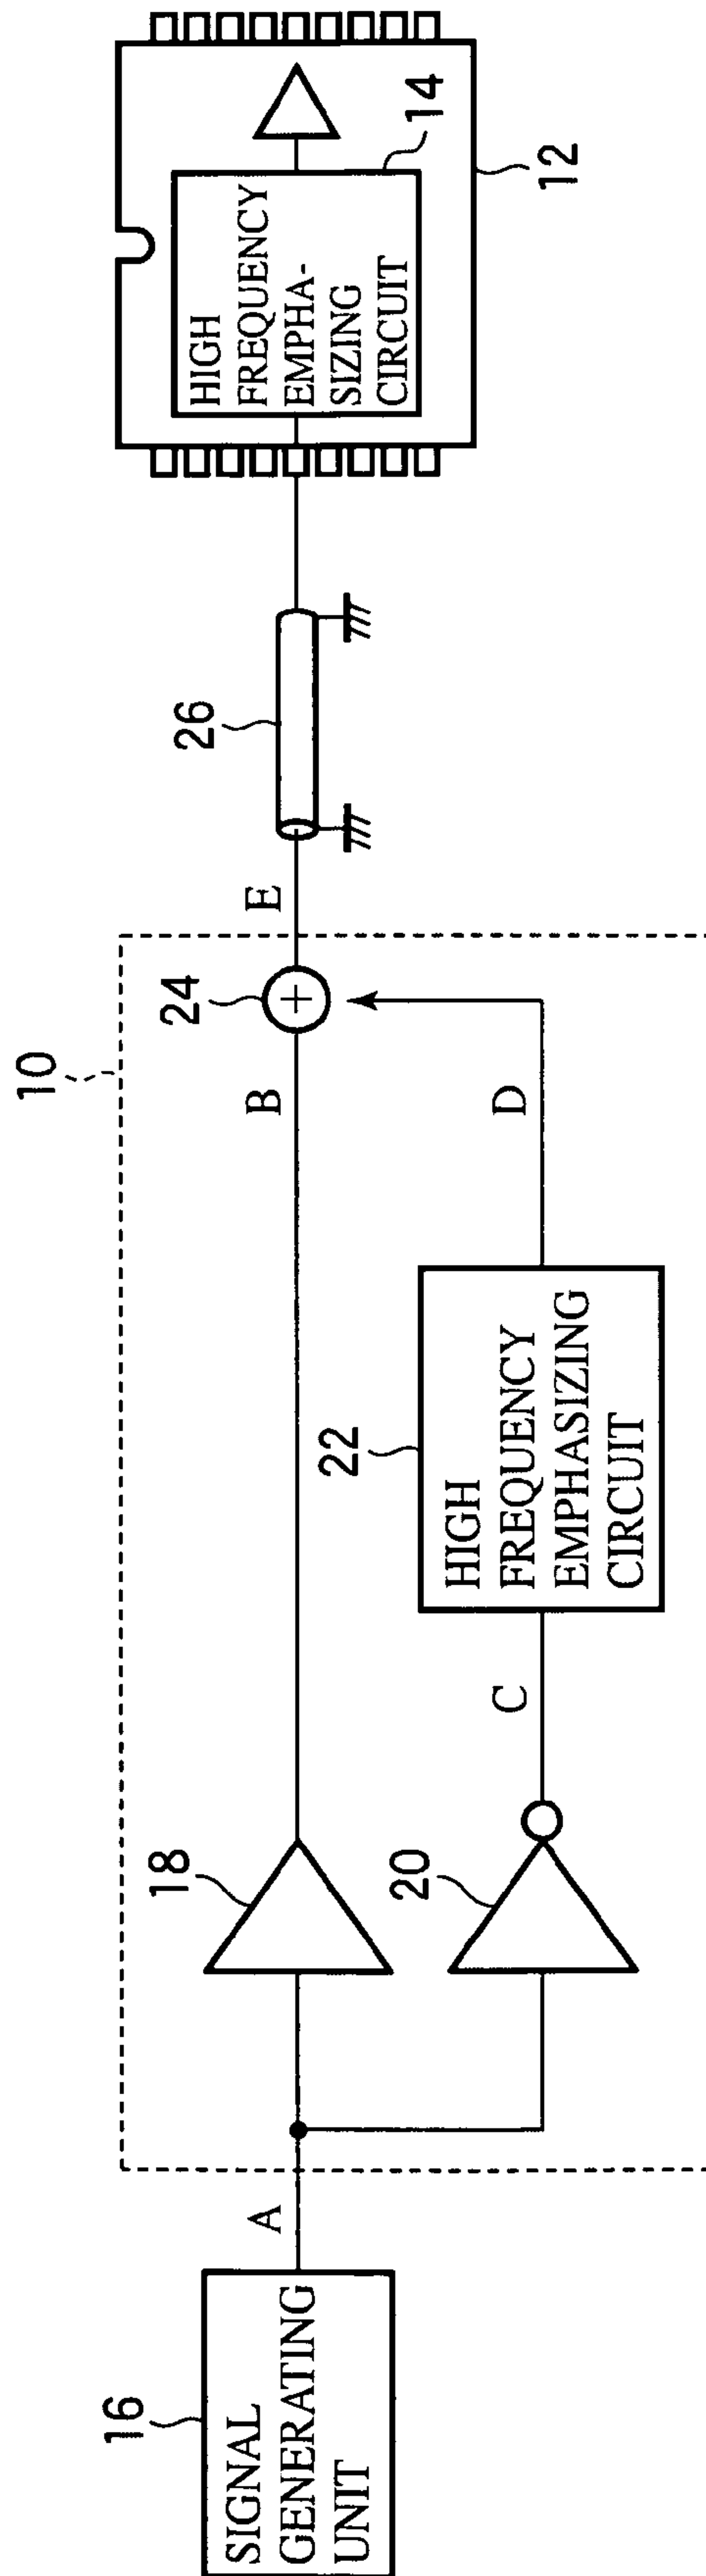 16
SIGNAL
GENERATING
UNIT
A
10
18
20
B
C
22
HIGH
FREQUENCY
EMPHASIZING
CIRCUIT
D
24
E
26
HIGH
FREQUENCY
EMPHA-
SIZING
CIRCUIT
14
12